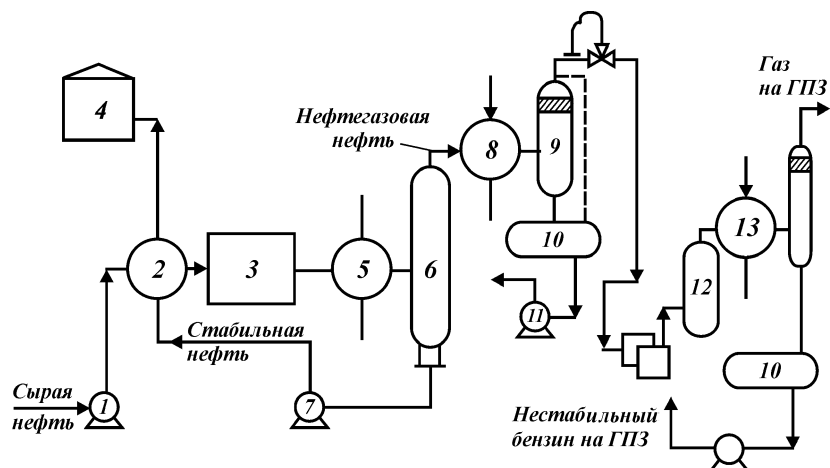 Газ
на ГПЗ
4
Нефтегазовая
нефть
8
9
13
2
3
5
6
10
12
11
Стабильная
нефть
10
Сырая
нефть
1
7
Нестабильный
бензин на ГПЗ